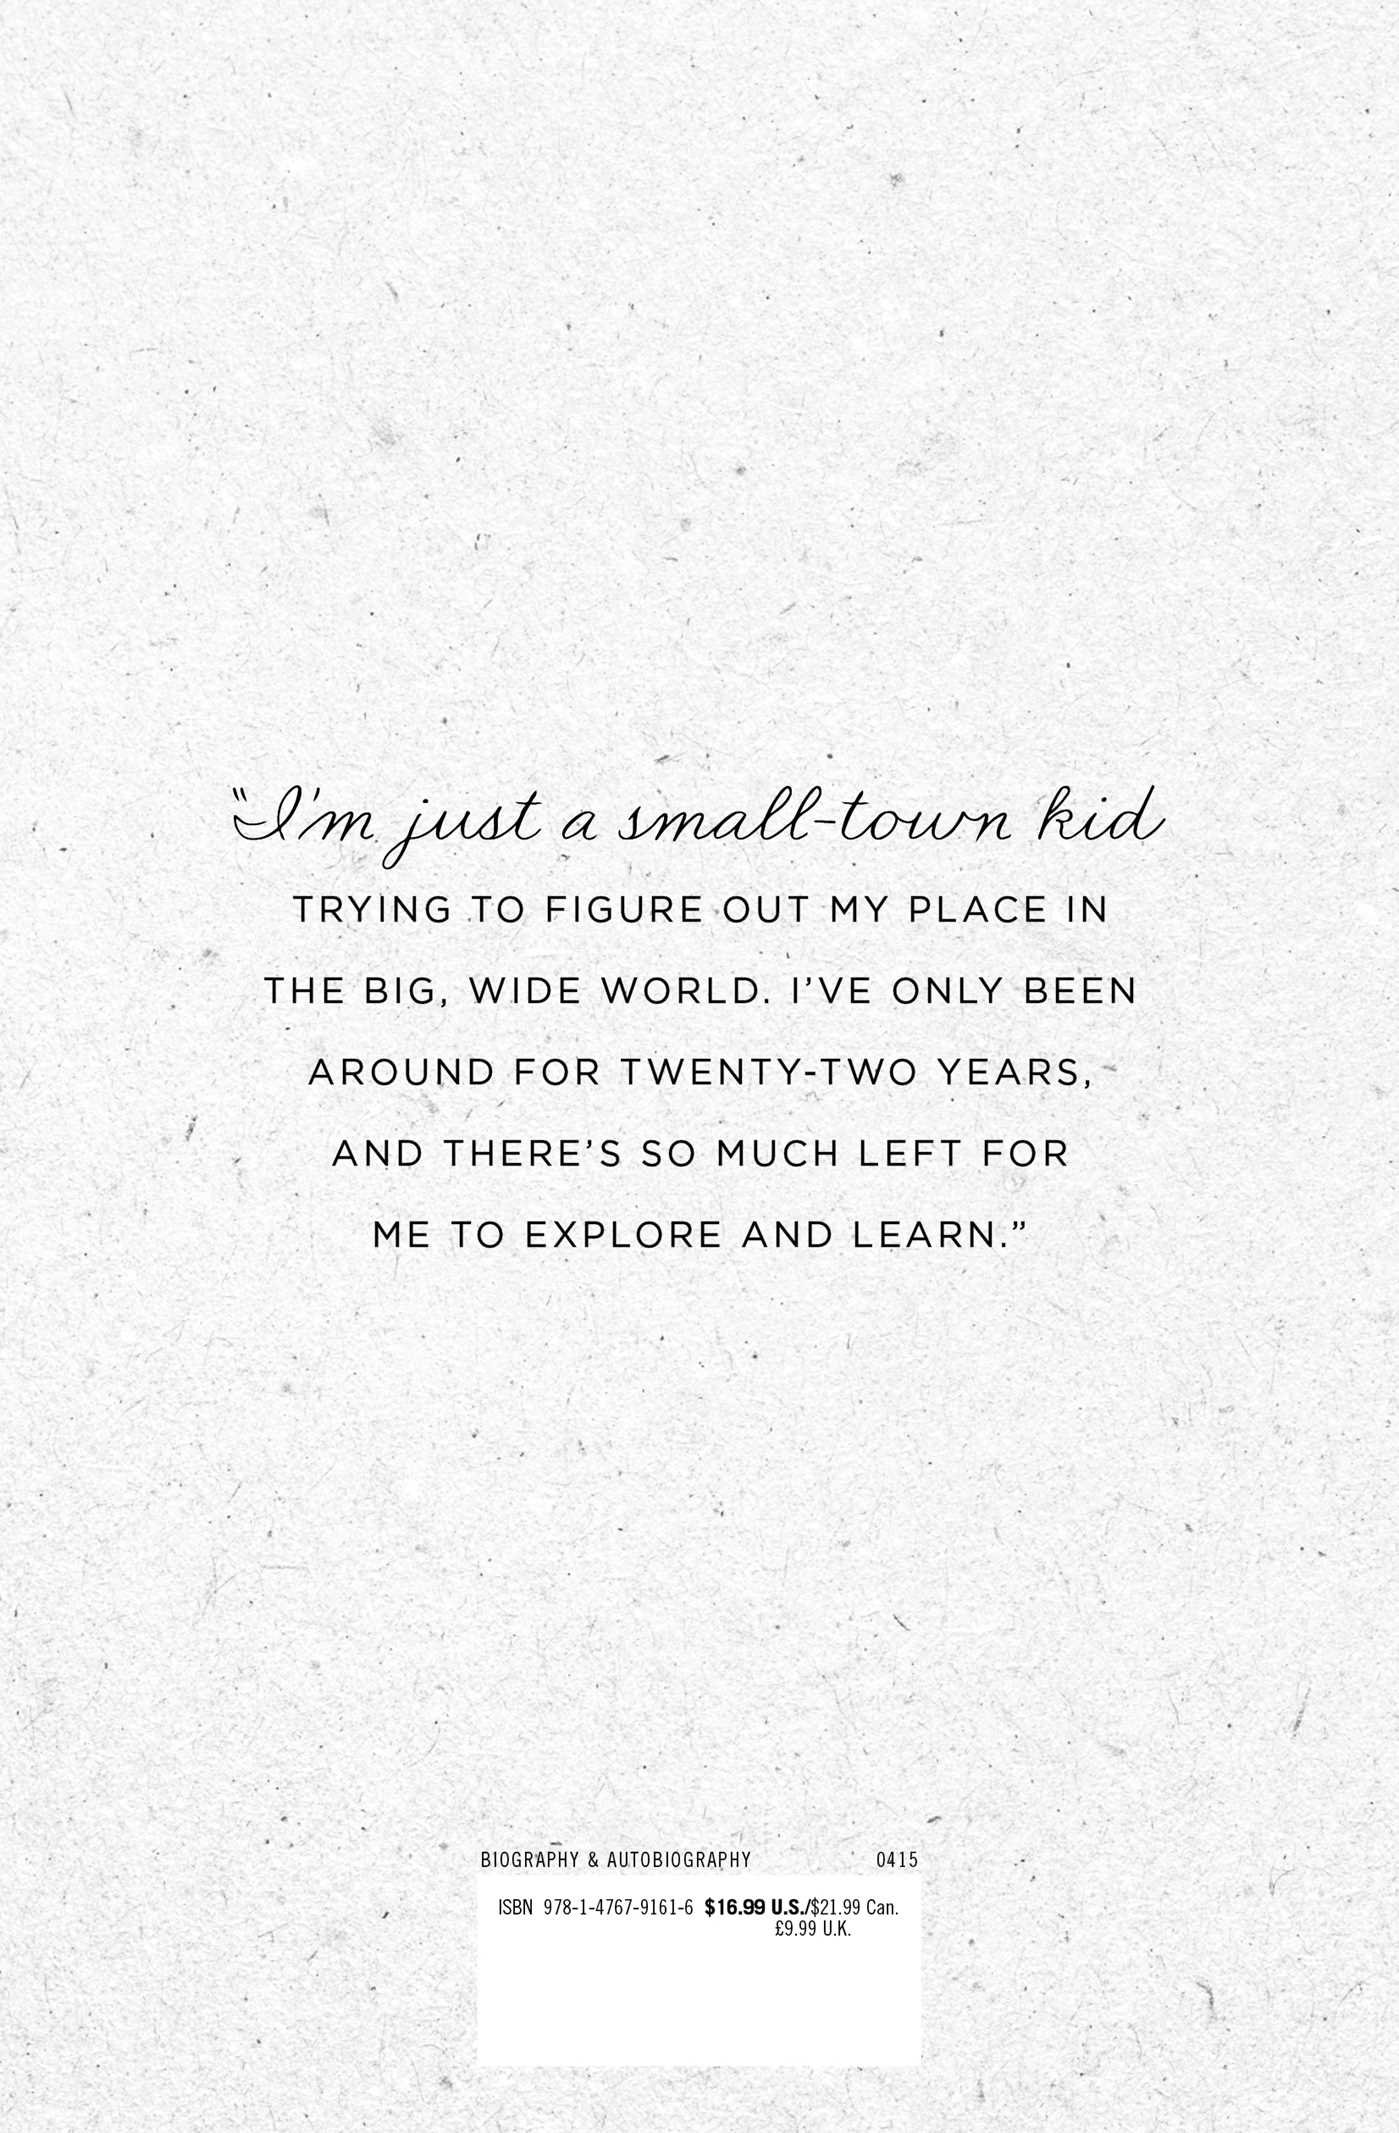 “I’m just a small-town kid
TRYING TO FIGURE OUT MY PLACE IN
THE BIG, WIDE WORLD. I’VE ONLY BEEN
AROUND FOR TWENTY-TWO YEARS,
AND THERE’S SO MUCH LEFT FOR
ME TO EXPLORE AND LEARN.”
BIOGRAPHY & AUTOBIOGRAPHY 0415
ISBN 978-1-4767-9161-6 $16.99 U.S./$21.99 Can.
£9.99 U.K.